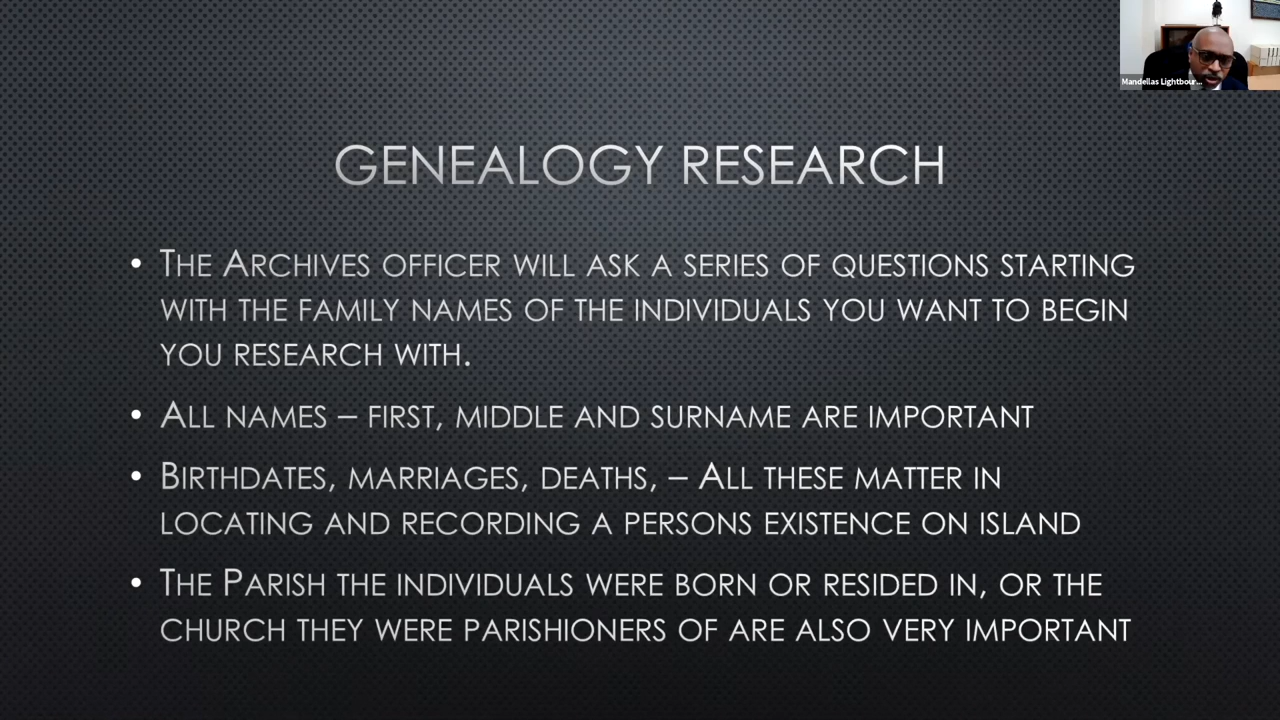 Mandellas Lightbour...
GENEALOGY RESEARCH
• THE ARCHIVES OFFICER WILL ASK A SERIES OF QUESTIONS STARTING
WITH THE FAMILY NAMES OF THE INDIVIDUALS YOU WANT TO BEGIN
YOU RESEARCH WITH.
• ALL NAMES – FIRST, MIDDLE AND SURNAME ARE IMPORTANT
• BIRTHDATES, MARRIAGES, DEATHS, – ALL THESE MATTER IN
LOCATING AND RECORDING A PERSONS EXISTENCE ON ISLAND
• THE PARISH THE INDIVIDUALS WERE BORN OR RESIDED IN, OR THE
CHURCH THEY WERE PARISHIONERS OF ARE ALSO VERY IMPORTANT